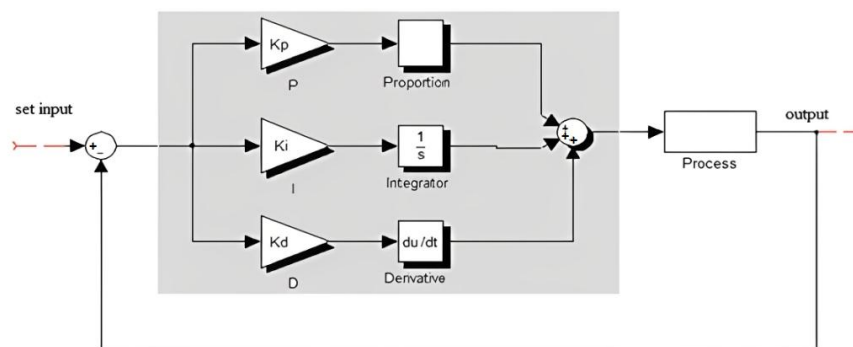 Kp
P
Proportion
set input
+
-
Ki
I
1
s
Integrator
+
+
+
output
Process
Kd
D
du/dt
Derivative